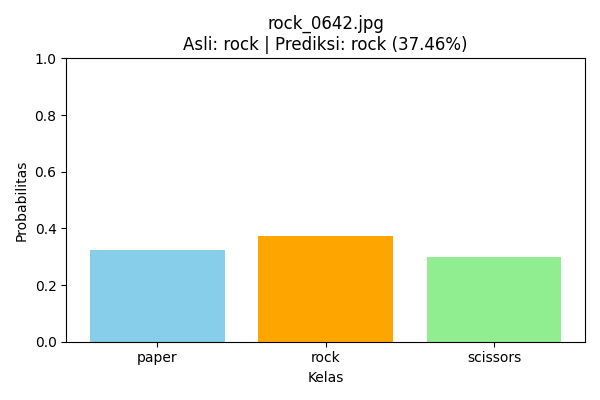 rock_0642.jpg
Asli: rock | Prediksi: rock (37.46%)
1.0
0.8
0.6
0.4
0.2
0.0
Probabilitas
paper
rock
scissors
Kelas